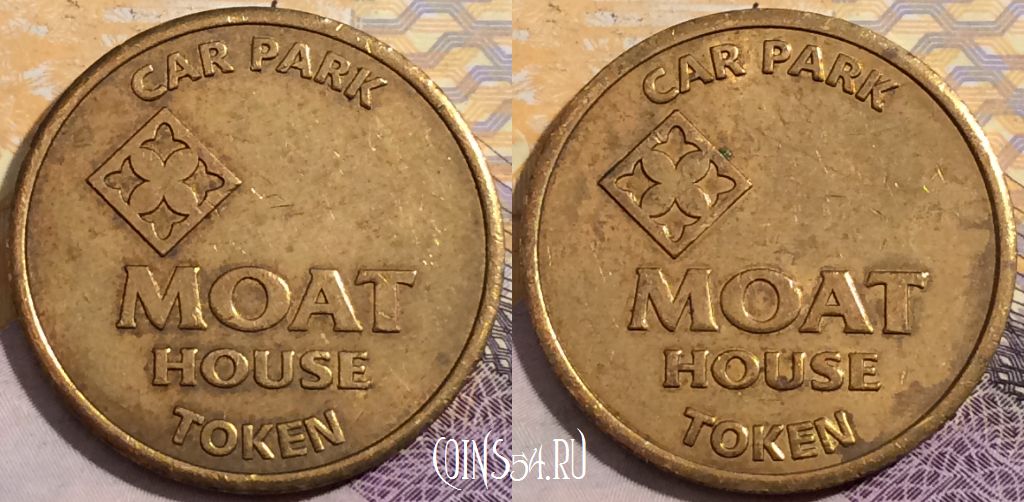 CAR PARK
MOAT
HOUSE
TOKEN
CAR PARK
MOAT
HOUSE
TOKEN
COINS54.RU